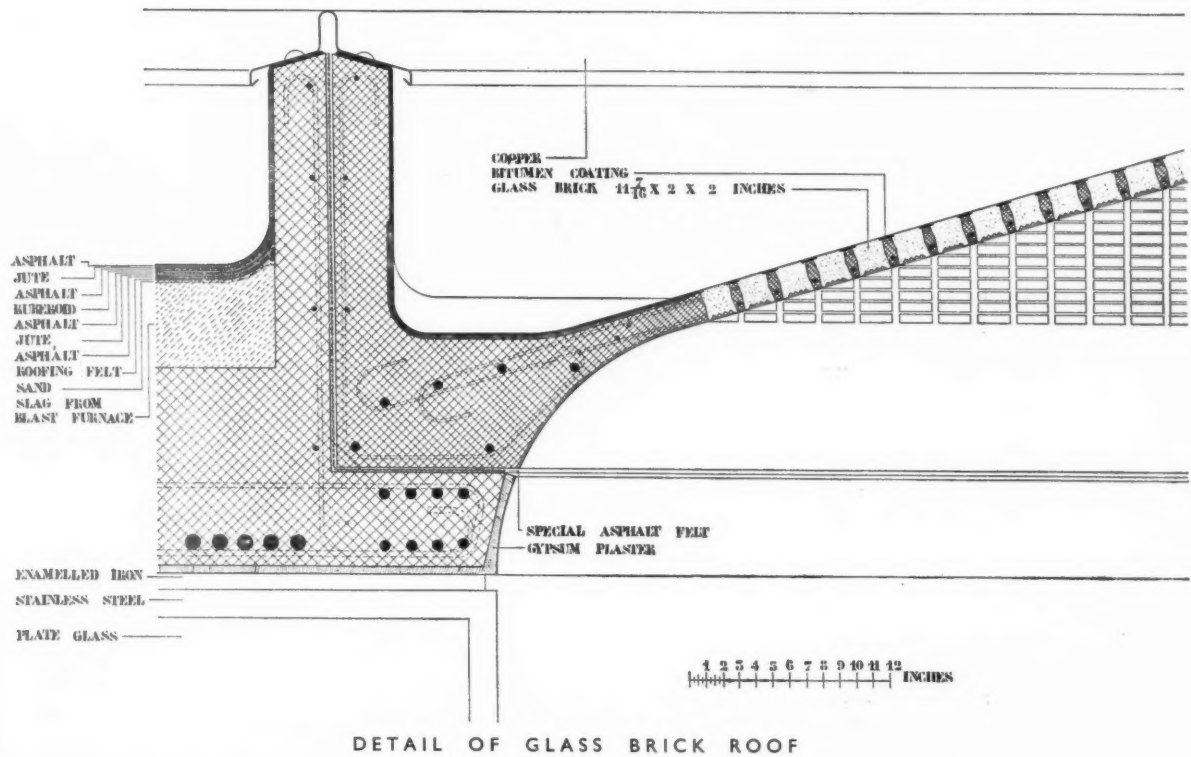 COPPER
BITUMEN COATING
GLASS BRICK 11 7/16 X 2 X 2 INCHES
ASPHALT
JUTE
ASPHALT
RUBEROID
ASPHALT
JUTE
ASPHALT
ROOFING FELT
SAND
SLAG FROM
BLAST FURNACE
SPECIAL ASPHALT FELT
GYPSUM PLASTER
ENAMELLED IRON
STAINLESS STEEL
PLATE GLASS
1 2 3 4 5 6 7 8 9 10 11 12
INCHES
DETAIL OF GLASS BRICK ROOF